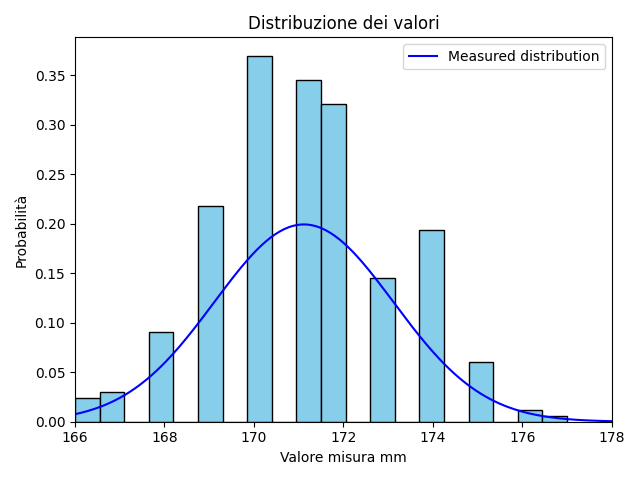 Distribuzione dei valori
Measured distribution
Probabilità
0.35
0.30
0.25
0.20
0.15
0.10
0.05
0.00
166 168 170 172 174 176 178
Valore misura mm